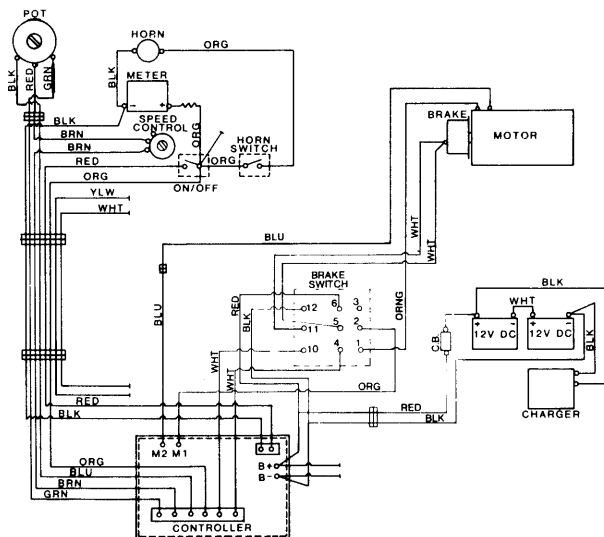 POT
HORN
ORG
BLK
RED
GRN
BLK
METER
- +
BLK
SPEED
CONTROL
ORG
BRN
BRN
HORN
SWITCH
ORG
RED
ON/OFF
ORG
YLW
WHT
BRAKE
MOTOR
WHT
WHT
BLU
BLU
BRAKE
SWITCH
RED
BLK
12 6 3
11 5 2
10 4 1
ORNG
WHT
WHT
ORG
C.B.
BLK
WHT
+ - + -
12V DC 12V DC
CHARGER
RED
BLK
RED
BLK
M2 M1
B+
B-
ORG
BLU
BRN
GRN
CONTROLLER